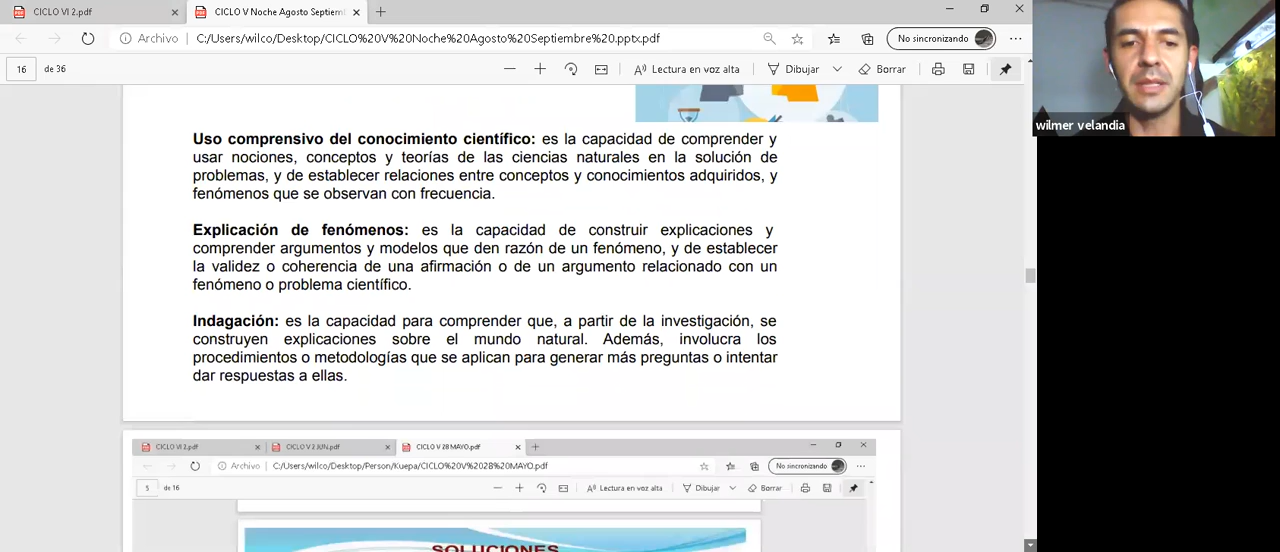 CICLO VI 2.pdf
CICLO V Noche Agosto Septiem
Archivo
C:/Users/wilco/Desktop/CICLO%20V%20Noche%20Agosto%20Septiembre%20.pptx.pdf
No sincronizando
16 de 36
Lectura en voz alta
Dibujar
Borrar
wilmer velandia
Uso comprensivo del conocimiento científico: es la capacidad de comprender y
usar nociones, conceptos y teorías de las ciencias naturales en la solución de
problemas, y de establecer relaciones entre conceptos y conocimientos adquiridos, y
fenómenos que se observan con frecuencia.
Explicación de fenómenos: es la capacidad de construir explicaciones y
comprender argumentos y modelos que den razón de un fenómeno, y de establecer
la validez o coherencia de una afirmación o de un argumento relacionado con un
fenómeno o problema científico.
Indagación: es la capacidad para comprender que, a partir de la investigación, se
construyen explicaciones sobre el mundo natural. Además, involucra los
procedimientos o metodologías que se aplican para generar más preguntas o intentar
dar respuestas a ellas.
CICLO VI 2.pdf
CICLO V 2 JUN.pdf
CICLO V 28 MAYO.pdf
Archivo
C:/Users/wilco/Desktop/Person/Kuepa/CICLO%20V%2028%20MAYO.pdf
No sincronizando
5 de 16
Lectura en voz alta
Dibujar
Borrar
SOLUCIONES